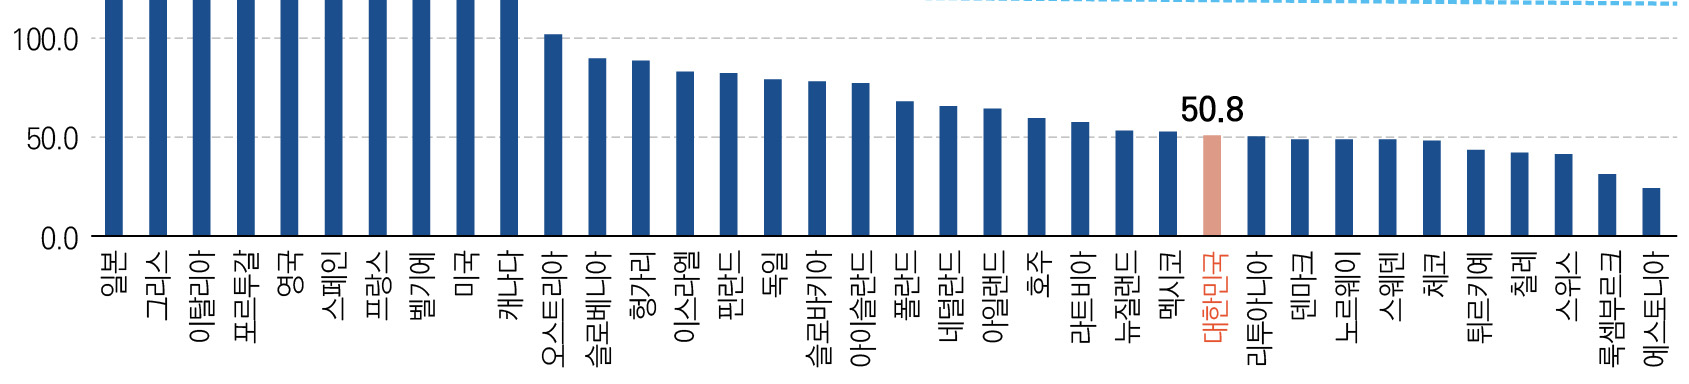 100.0
50.0
0.0
50.8
일본
그리스
이탈리아
포르투갈
영국
스페인
프랑스
벨기에
미국
캐나다
오스트리아
슬로베니아
헝가리
이스라엘
핀란드
독일
슬로바키아
아이슬란드
폴란드
네덜란드
아일랜드
호주
라트비아
뉴질랜드
멕시코
대한민국
리투아니아
덴마크
노르웨이
스웨덴
체코
튀르키예
칠레
스위스
룩셈부르크
에스토니아